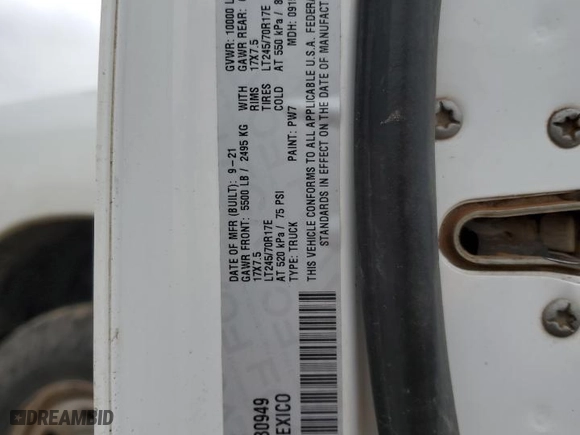 DATE OF MFR (BUILT): 9-21 GVWR: 10000 L
GAWR FRONT: 5500 LB / 2495 KG WITH GAWR REAR:
17X7.5 RIMS 17X7.5
LT245/70R17E TIRES LT245/70R17E
AT 520 kPa / 75 PSI COLD AT 550 kPa / 8
TYPE: TRUCK PAINT: PW7 MDH: 091
THIS VEHICLE CONFORMS TO ALL APPLICABLE U.S.A. FEDERA
STANDARDS IN EFFECT ON THE DATE OF MANUFACT
30949
EXICO
DREAMBID